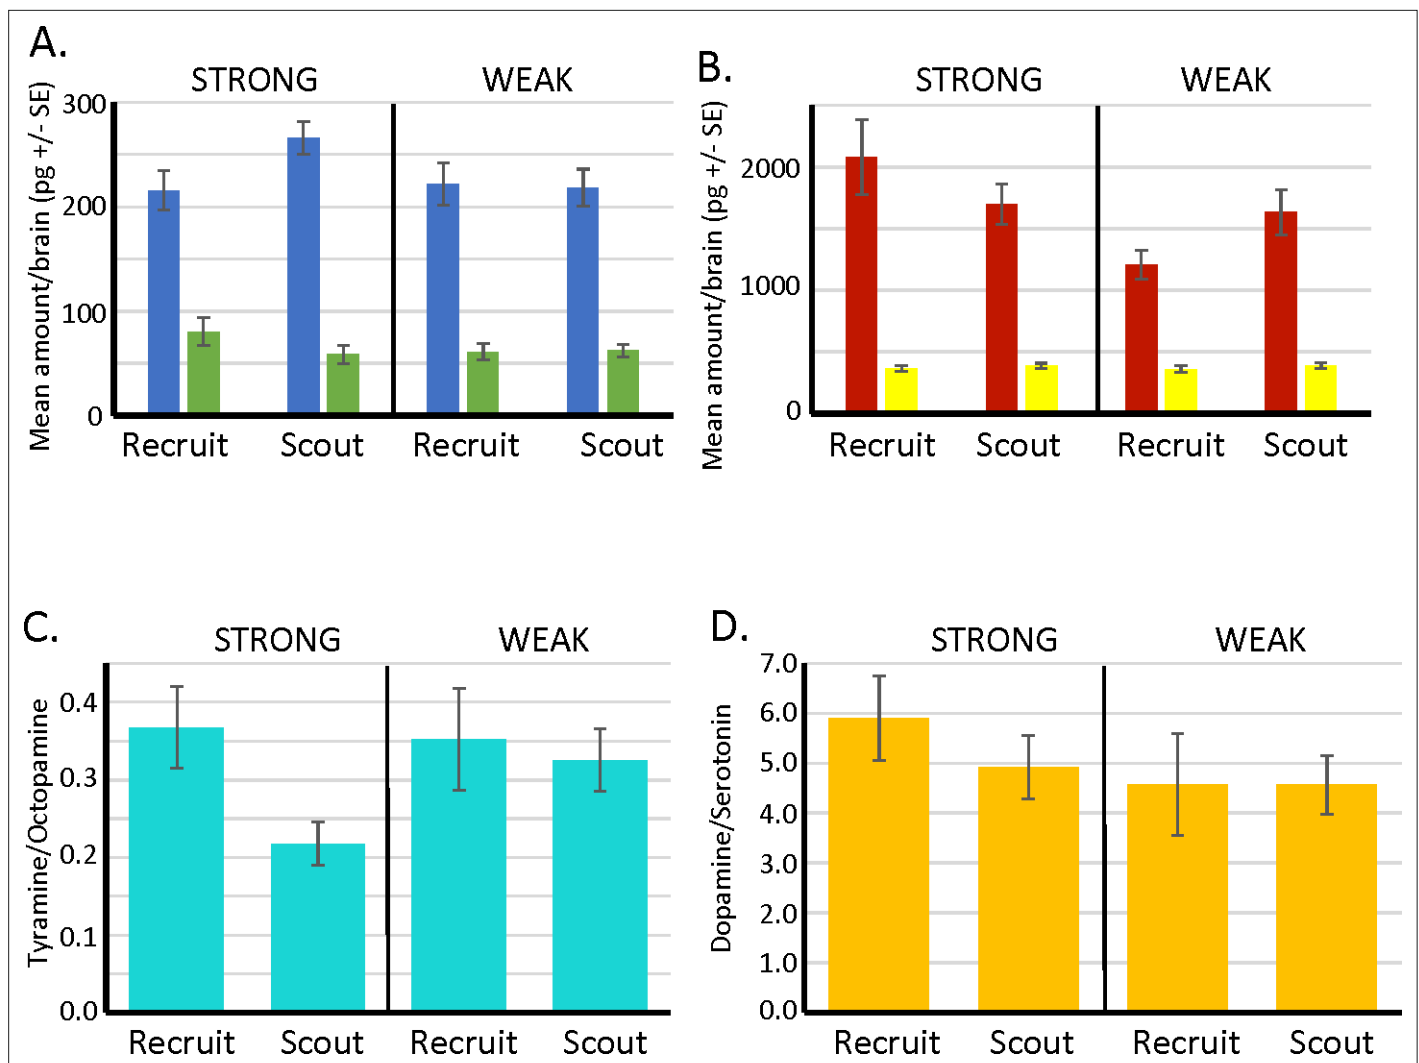 A.
STRONG
WEAK
Mean amount/brain (pg +/- SE)
300
200
100
0
Recruit
Scout
Recruit
Scout
B.
STRONG
WEAK
Mean amount/brain (pg +/- SE)
2000
1000
0
Recruit
Scout
Recruit
Scout
C.
STRONG
WEAK
Tyramine/Octopamine
0.4
0.3
0.2
0.1
0.0
Recruit
Scout
Recruit
Scout
D.
STRONG
WEAK
Dopamine/Serotonin
7.0
6.0
5.0
4.0
3.0
2.0
1.0
0.0
Recruit
Scout
Recruit
Scout